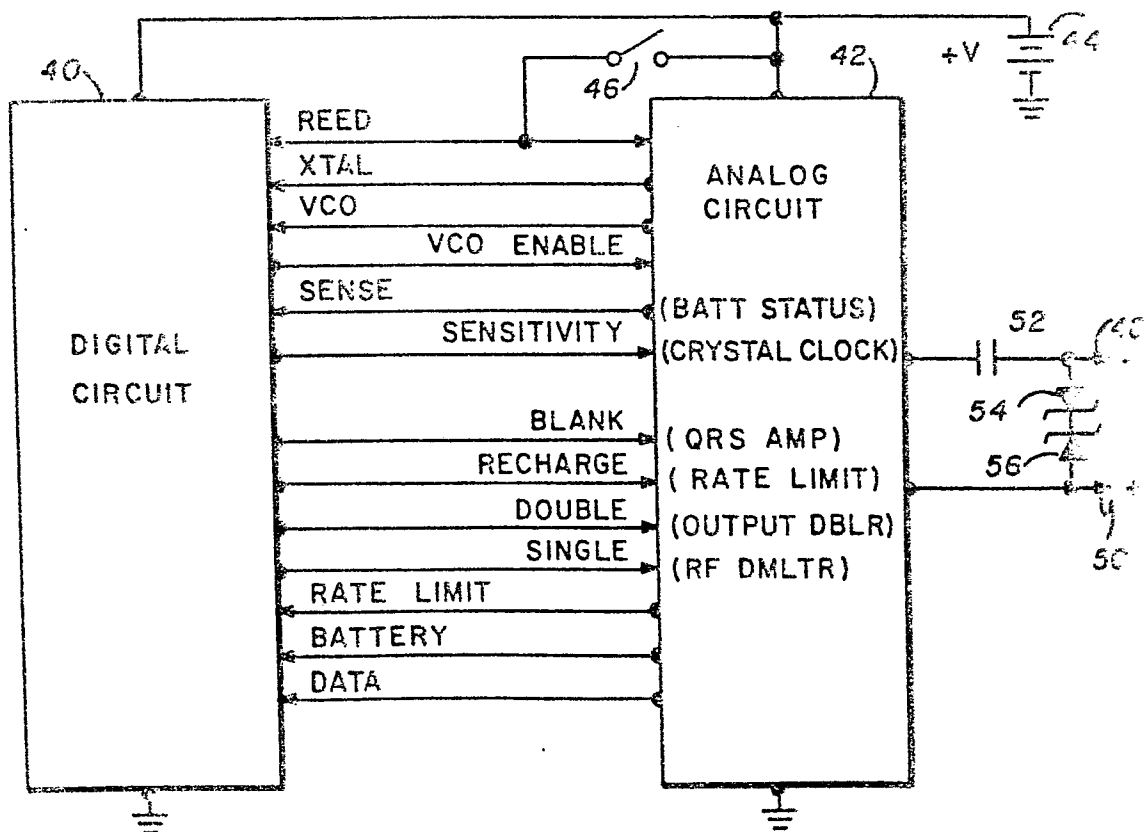 40
REED
XTAL
VCO
VCO ENABLE
SENSE
SENSITIVITY
BLANK
RECHARGE
DOUBLE
SINGLE
RATE LIMIT
BATTERY
DATA
DIGITAL
CIRCUIT
46
42
+V
44
ANALOG
CIRCUIT
(BATT STATUS)
(CRYSTAL CLOCK)
(QRS AMP)
(RATE LIMIT)
(OUTPUT DBLR)
(RF DMLTR)
52
-
54
56
+
50